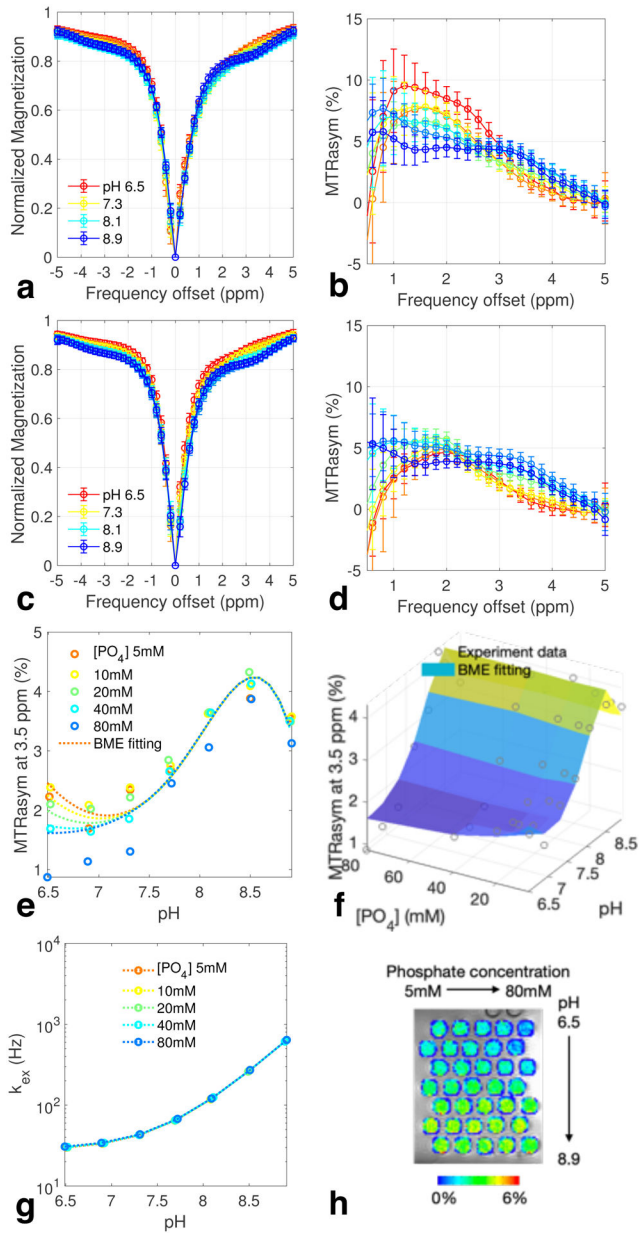 1
0.8
0.6
0.4
0.2
0
Normalized Magnetization
pH 6.5
7.3
8.1
8.9
-5 -4 -3 -2 -1 0 1 2 3 4 5
Frequency offset (ppm)
a
15
10
5
0
-5
MTRasym (%)
1 2 3 4 5
Frequency offset (ppm)
b
1
0.8
0.6
0.4
0.2
0
Normalized Magnetization
pH 6.5
7.3
8.1
8.9
-5 -4 -3 -2 -1 0 1 2 3 4 5
Frequency offset (ppm)
c
15
10
5
0
-5
MTRasym (%)
1 2 3 4 5
Frequency offset (ppm)
d
5
4
3
2
1
MTRasym at 3.5 ppm (%)
[PO4] 5mM
10mM
20mM
40mM
80mM
BME fitting
6.5 7 7.5 8 8.5
pH
e
Experiment data
BME fitting
4
3
2
1
MTRasym at 3.5 ppm (%)
80 60 40 20
[PO4] (mM)
6.5 7 7.5 8 8.5
pH
f
10^4
10^3
10^2
10^1
kex (Hz)
[PO4] 5mM
10mM
20mM
40mM
80mM
6.5 7 7.5 8 8.5
pH
g
Phosphate concentration
5mM → 80mM
pH
6.5
8.9
0% 6%
h